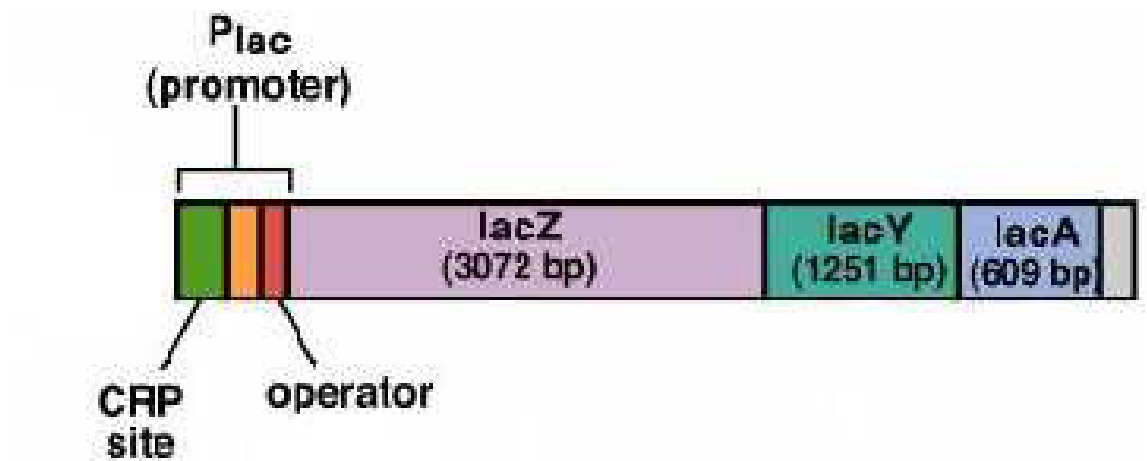 Plac
(promoter)
lacZ
(3072 bp)
lacY
(1251 bp)
lacA
(609 bp)
CRP
site
operator